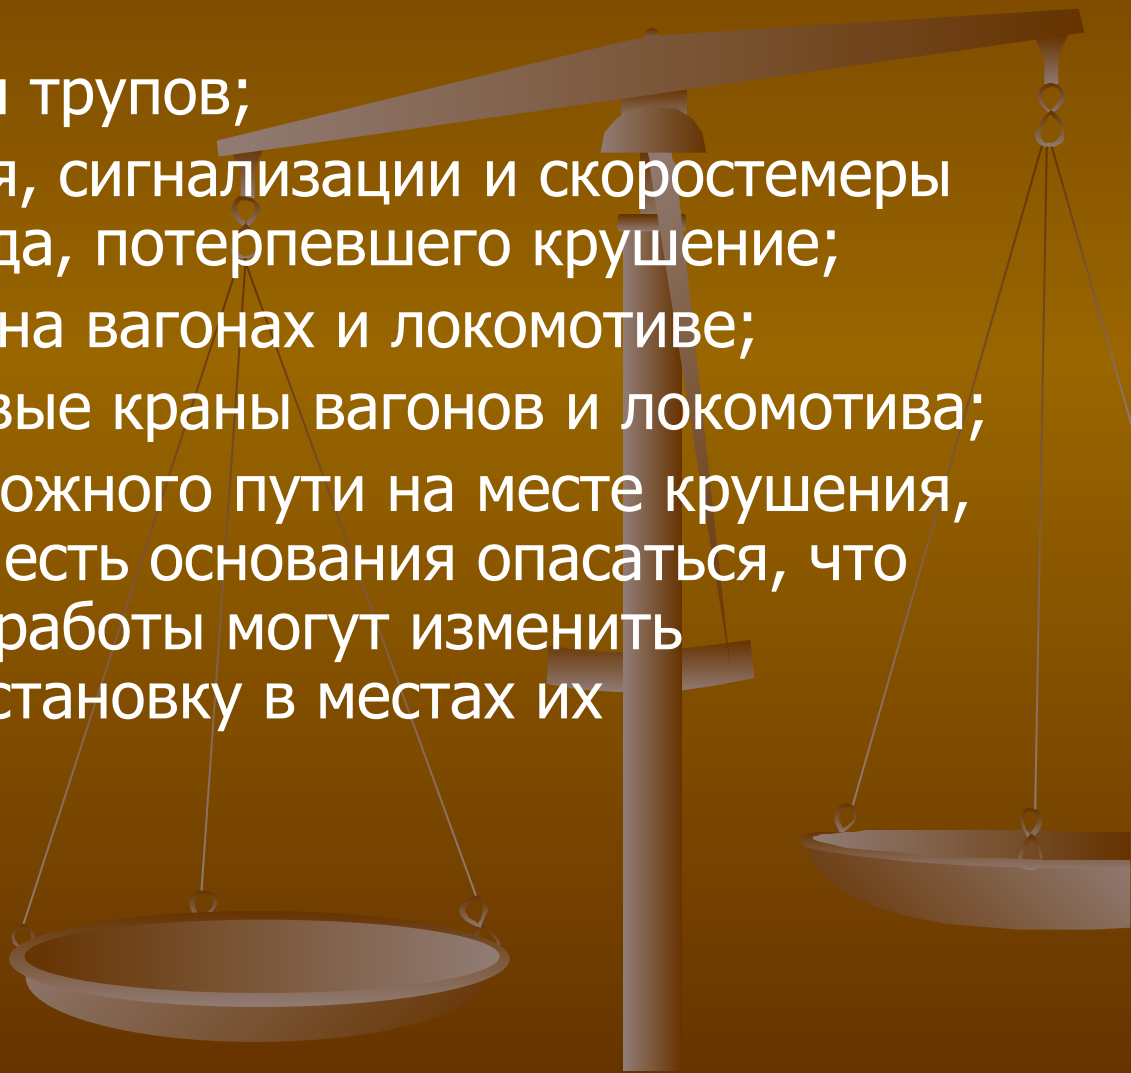 и трупов;
я, сигнализации и скоростемеры
да, потерпевшего крушение;
на вагонах и локомотиве;
вые краны вагонов и локомотива;
ожного пути на месте крушения,
есть основания опасаться, что
работы могут изменить
становку в местах их